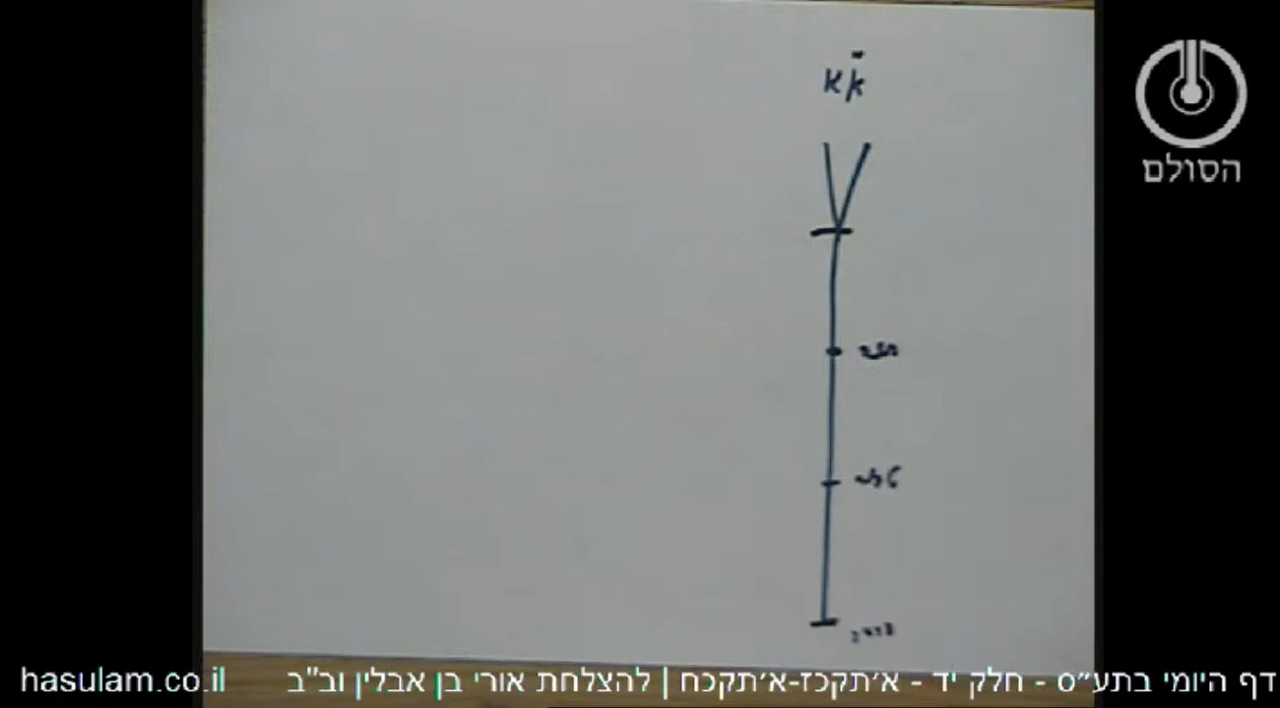 א"א
הסולם
דף היומי בתע״ס - חלק יד - א׳תקכז-א׳תקכח | להצלחת אורי בן אבלין וב"ב
hasulam.co.il